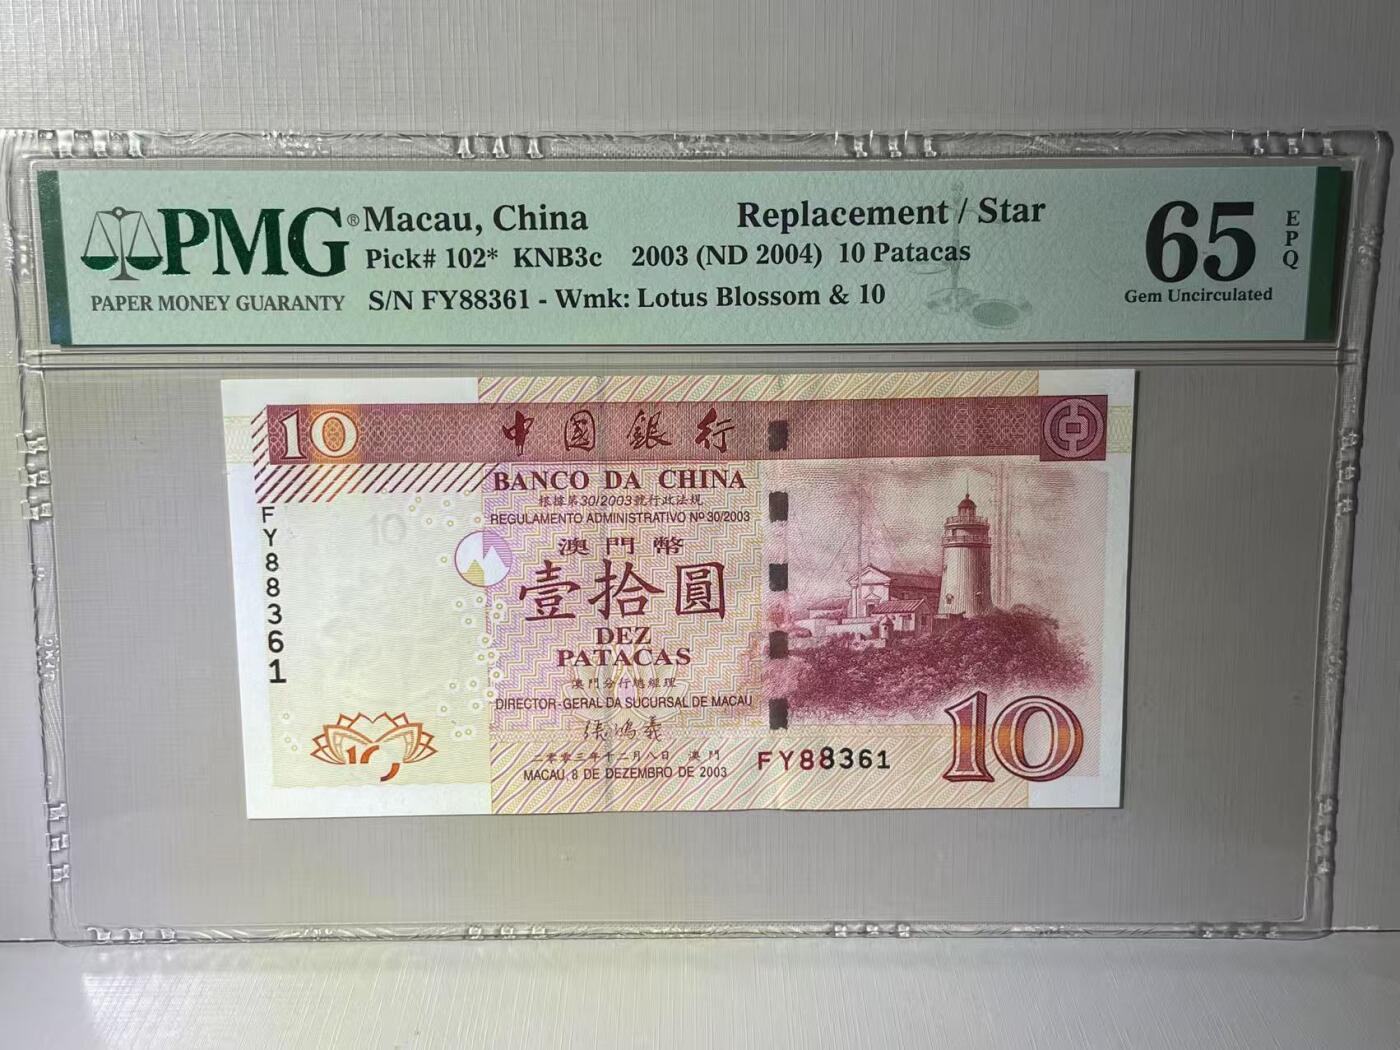 PMG®
PAPER MONEY GUARANTY
Macau, China
Replacement / Star
Pick# 102* KNB3c 2003 (ND 2004) 10 Patacas
S/N FY88361 - Wmk: Lotus Blossom & 10
65
EPQ
Gem Uncirculated
10
中國銀行
BANCO DA CHINA
根據第30/2003號行政法規
REGULAMENTO ADMINISTRATIVO Nº 30/2003
FY88361
10
澳門幣
壹拾圓
DEZ
PATACAS
澳門分行總經理
DIRECTOR-GERAL DA SUCURSAL DE MACAU
張鴻義
二零零三年十二月八日 澳門
MACAU, 8 DE DEZEMBRO DE 2003
FY88361
10